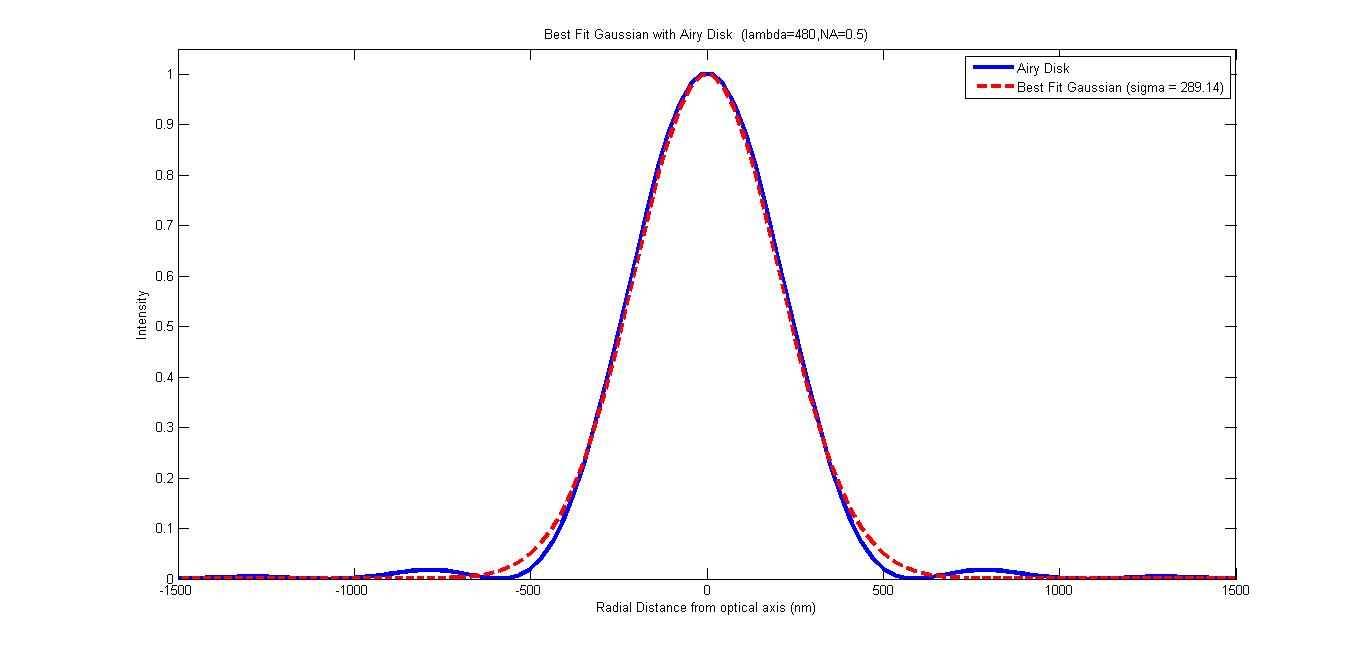 Best Fit Gaussian with Airy Disk (lambda=480,NA=0.5)
Airy Disk
Best Fit Gaussian (sigma = 289.14)
1
0.9
0.8
0.7
0.6
0.5
0.4
0.3
0.2
0.1
0
Intensity
-1500 -1000 -500 0 500 1000 1500
Radial Distance from optical axis (nm)